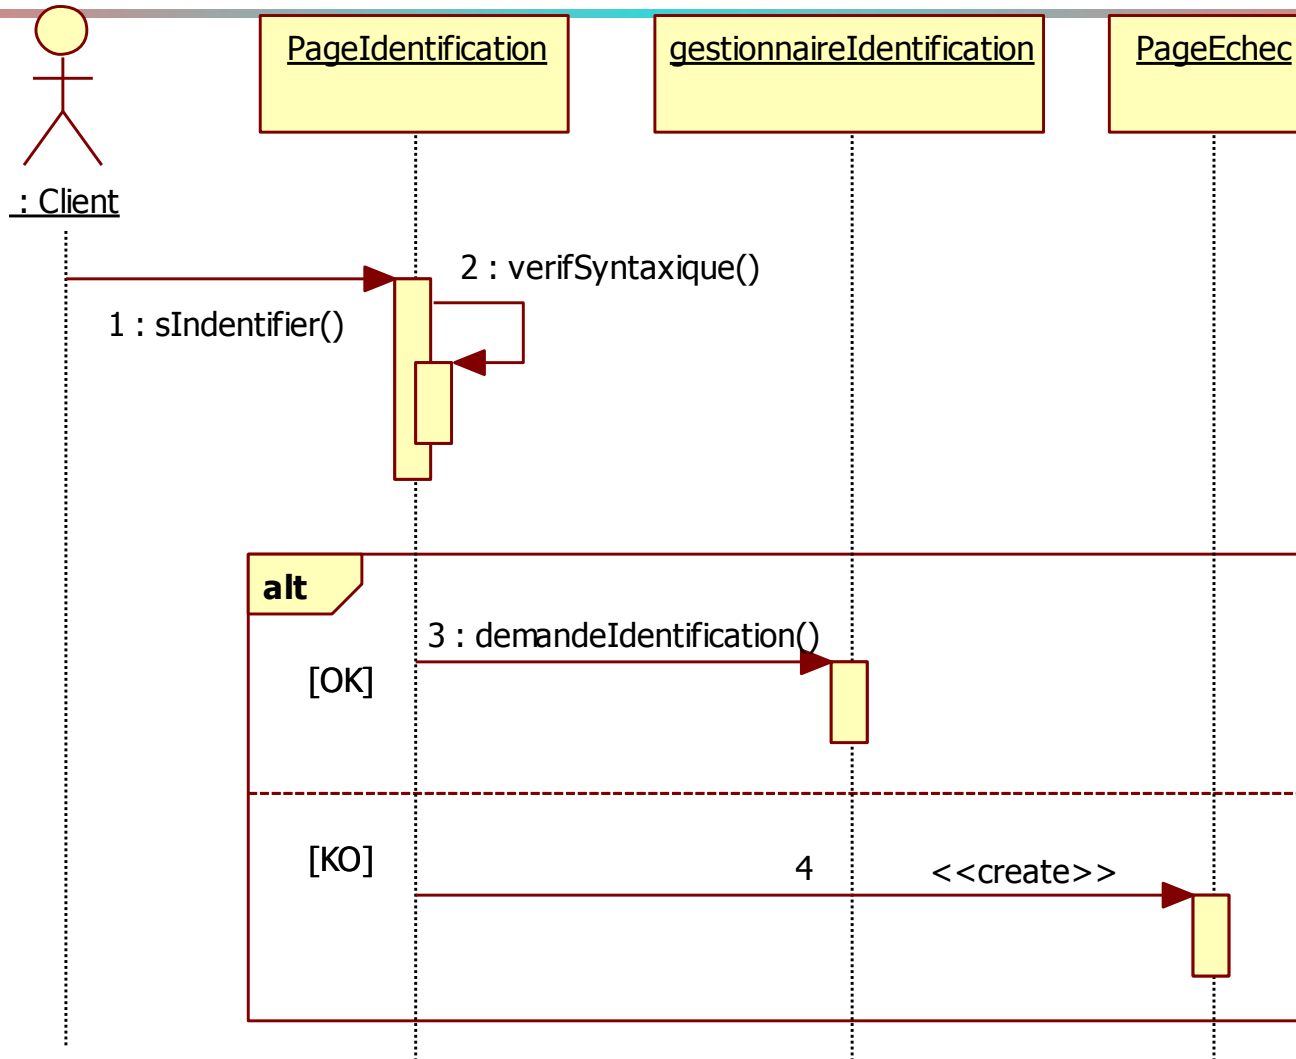 PageIdentification
gestionnaireIdentification
PageEchec
: Client
2 : verifSyntaxique()
1 : sIndentifier()
alt
3 : demandeIdentification()
[OK]
[KO]
4 <<create>>